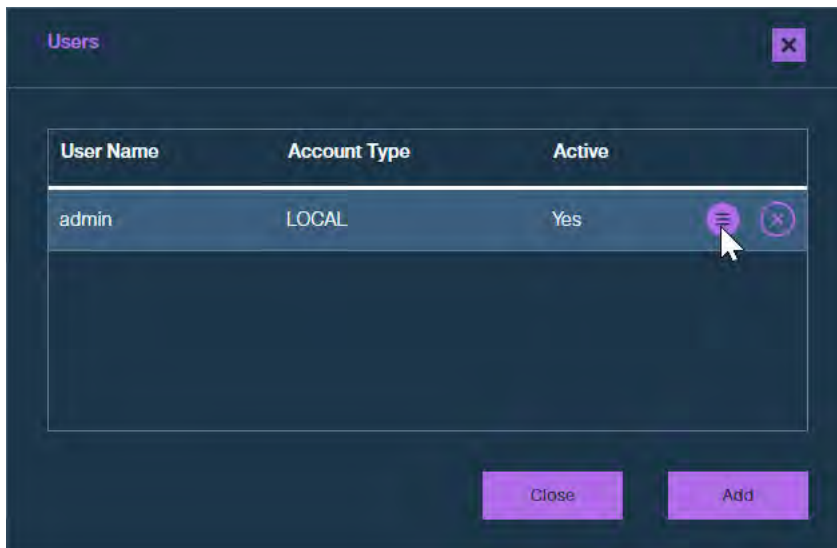 Users
User Name Account Type Active
admin LOCAL Yes
Close Add